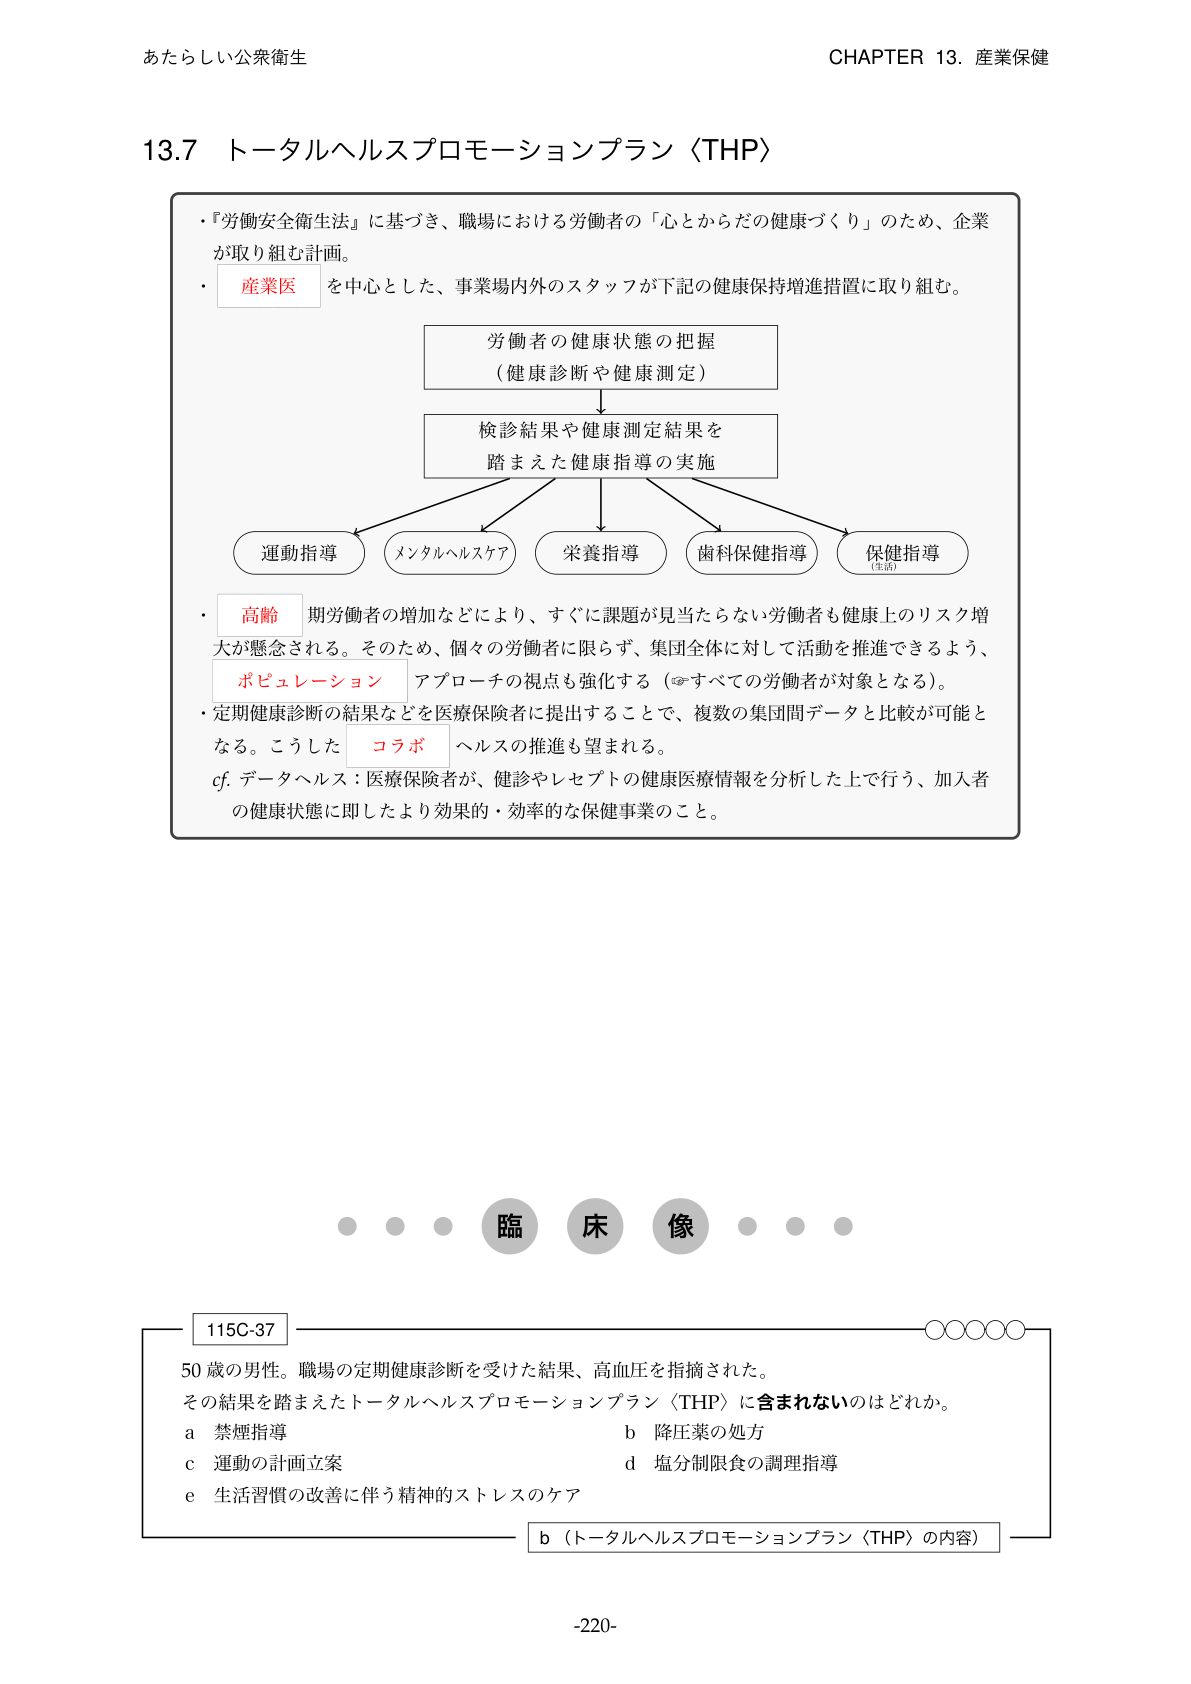 あたらしい公衆衛生
CHAPTER 13. 産業保健
13.7 トータルヘルスプロモーションプラン〈THP〉
・『労働安全衛生法』に基づき、職場における労働者の「心とからだの健康づくり」のため、企業
が取り組む計画。
・ 産業医 を中心とした、事業場内外のスタッフが下記の健康保持増進措置に取り組む。
労働者の健康状態の把握
（健康診断や健康測定）
検診結果や健康測定結果を
踏まえた健康指導の実施
運動指導
メンタルヘルスケア
栄養指導
歯科保健指導
保健指導
(生活)
・ 高齢 期労働者の増加などにより、すぐに課題が見当たらない労働者も健康上のリスク増
大が懸念される。そのため、個々の労働者に限らず、集団全体に対して活動を推進できるよう、
ポピュレーション アプローチの視点も強化する（☞すべての労働者が対象となる）。
・定期健康診断の結果などを医療保険者に提出することで、複数の集団間データと比較が可能と
なる。こうした コラボ ヘルスの推進も望まれる。
cf. データヘルス：医療保険者が、健診やレセプトの健康医療情報を分析した上で行う、加入者
の健康状態に即したより効果的・効率的な保健事業のこと。
臨床像
115C-37
50 歳の男性。職場の定期健康診断を受けた結果、高血圧を指摘された。
その結果を踏まえたトータルヘルスプロモーションプラン〈THP〉に含まれないのはどれか。
a 禁煙指導
b 降圧薬の処方
c 運動の計画立案
d 塩分制限食の調理指導
e 生活習慣の改善に伴う精神的ストレスのケア
b （トータルヘルスプロモーションプラン〈THP〉の内容）
-220-